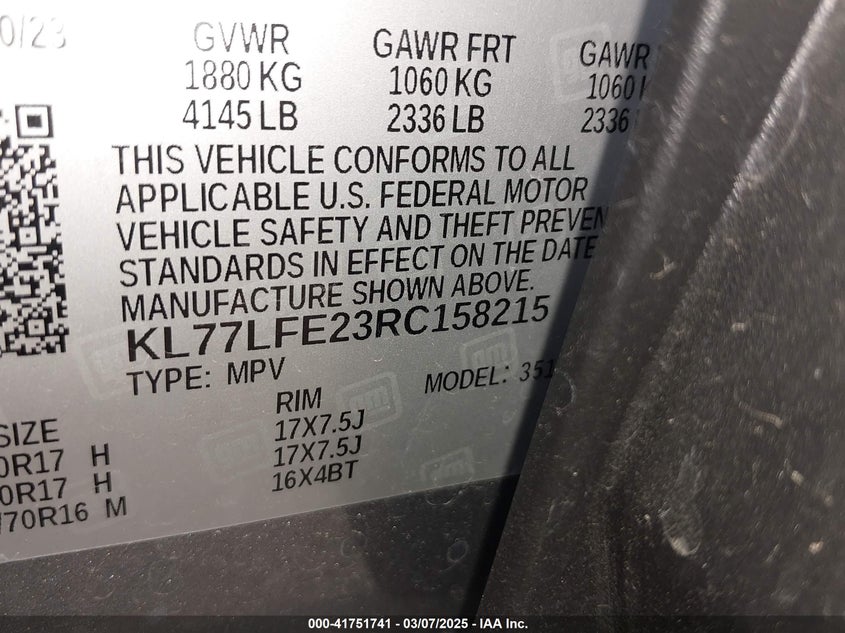 0/23
GVWR GAWR FRT GAWR
1880 KG 1060 KG 1060
4145 LB 2336 LB 2336
THIS VEHICLE CONFORMS TO ALL
APPLICABLE U.S. FEDERAL MOTOR
VEHICLE SAFETY AND THEFT PREVEN
STANDARDS IN EFFECT ON THE DATE
MANUFACTURE SHOWN ABOVE.
KL77LFE23RC158215
TYPE: MPV MODEL: 351
SIZE RIM
0R17 H 17X7.5J
0R17 H 17X7.5J
/70R16 M 16X4BT
gm
000-41751741 - 03/07/2025 - IAA Inc.